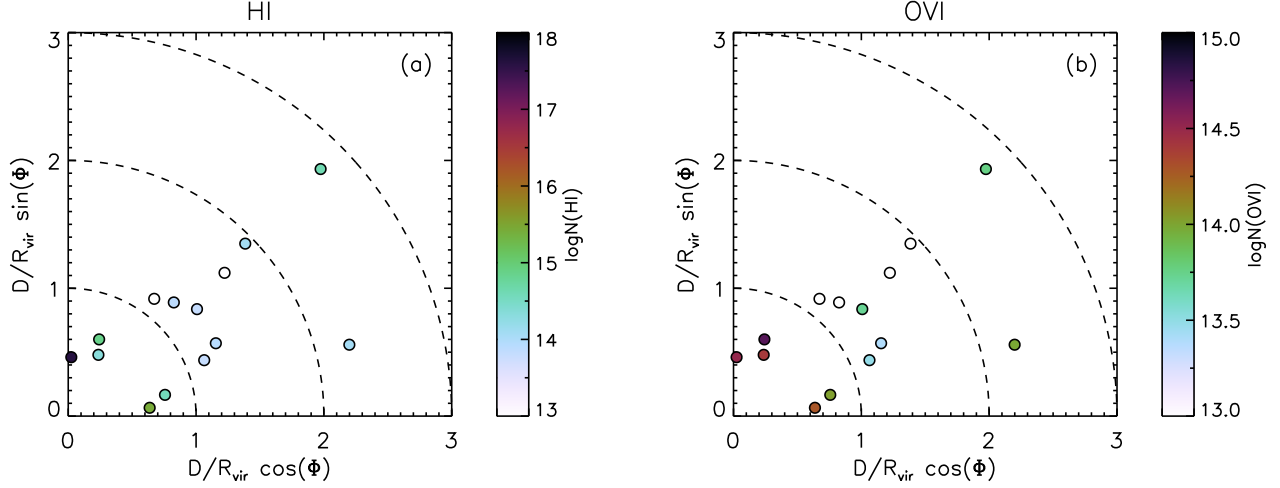 HI
(a)
3
2
1
0
0
1
2
3
D/Rvir sin(Φ)
D/Rvir cos(Φ)
18
17
16
15
14
13
logN(HI)
OVI
(b)
3
2
1
0
0
1
2
3
D/Rvir sin(Φ)
D/Rvir cos(Φ)
15.0
14.5
14.0
13.5
13.0
logN(OVI)